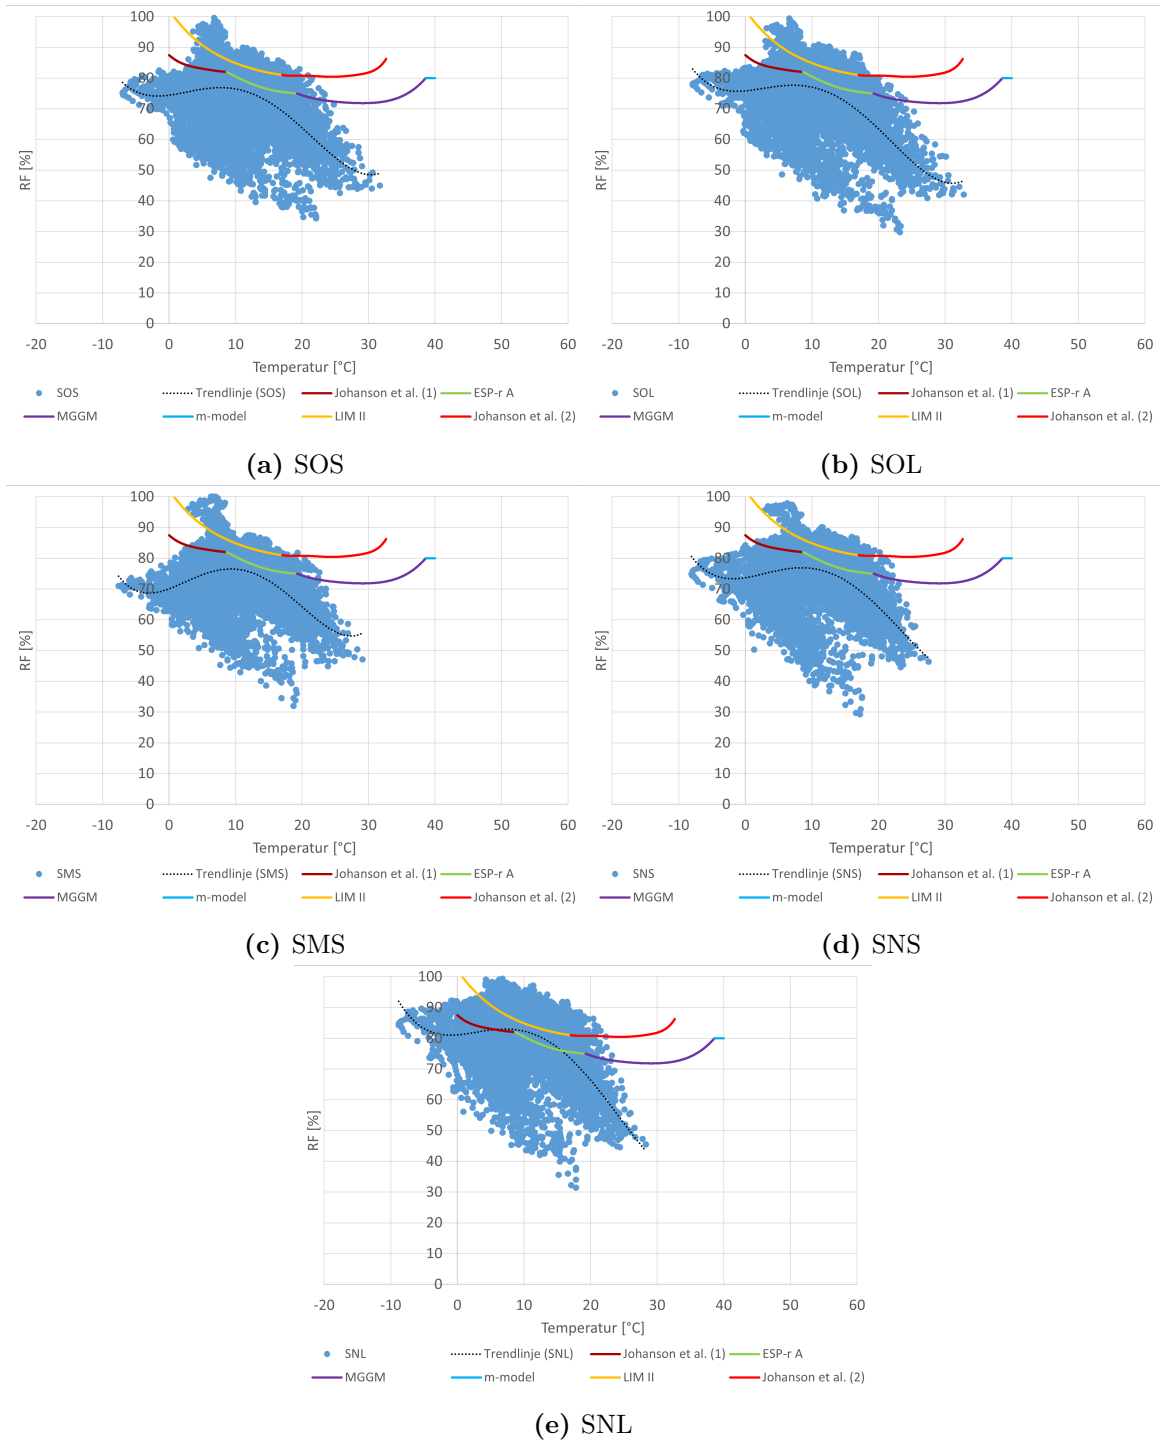 100
90
80
70
60
50
40
30
20
10
0
RF [%]
-20 -10 0 10 20 30 40 50 60
Temperatur [°C]
SOS Trendlinje (SOS) Johanson et al. (1) ESP-r A
MGGM m-model LIM II Johanson et al. (2)
(a) SOS
100
90
80
70
60
50
40
30
20
10
0
RF [%]
-20 -10 0 10 20 30 40 50 60
Temperatur [°C]
SOL Trendlinje (SOL) Johanson et al. (1) ESP-r A
MGGM m-model LIM II Johanson et al. (2)
(b) SOL
100
90
80
70
60
50
40
30
20
10
0
RF [%]
-20 -10 0 10 20 30 40 50 60
Temperatur [°C]
SMS Trendlinje (SMS) Johanson et al. (1) ESP-r A
MGGM m-model LIM II Johanson et al. (2)
(c) SMS
100
90
80
70
60
50
40
30
20
10
0
RF [%]
-20 -10 0 10 20 30 40 50 60
Temperatur [°C]
SNS Trendlinje (SNS) Johanson et al. (1) ESP-r A
MGGM m-model LIM II Johanson et al. (2)
(d) SNS
100
90
80
70
60
50
40
30
20
10
0
RF [%]
-20 -10 0 10 20 30 40 50 60
Temperatur [°C]
SNL Trendlinje (SNL) Johanson et al. (1) ESP-r A
MGGM m-model LIM II Johanson et al. (2)
(e) SNL